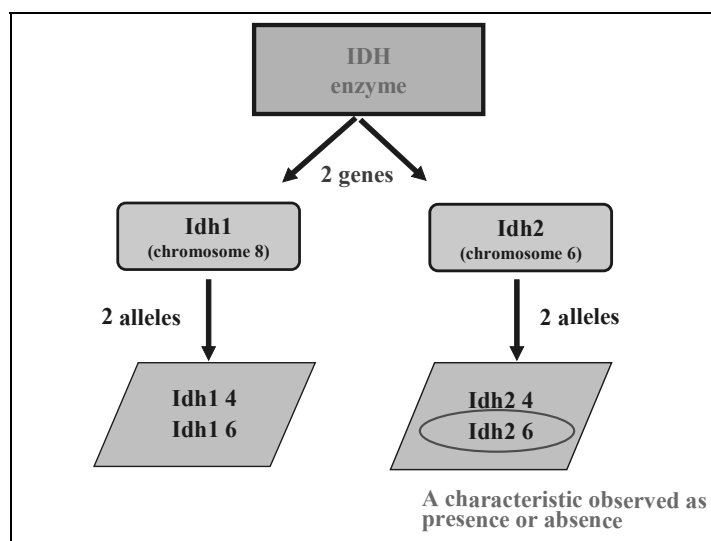 IDH
enzyme
2 genes
Idh1
(chromosome 8)
Idh2
(chromosome 6)
2 alleles
2 alleles
Idh1 4
Idh1 6
Idh2 4
Idh2 6
A characteristic observed as
presence or absence